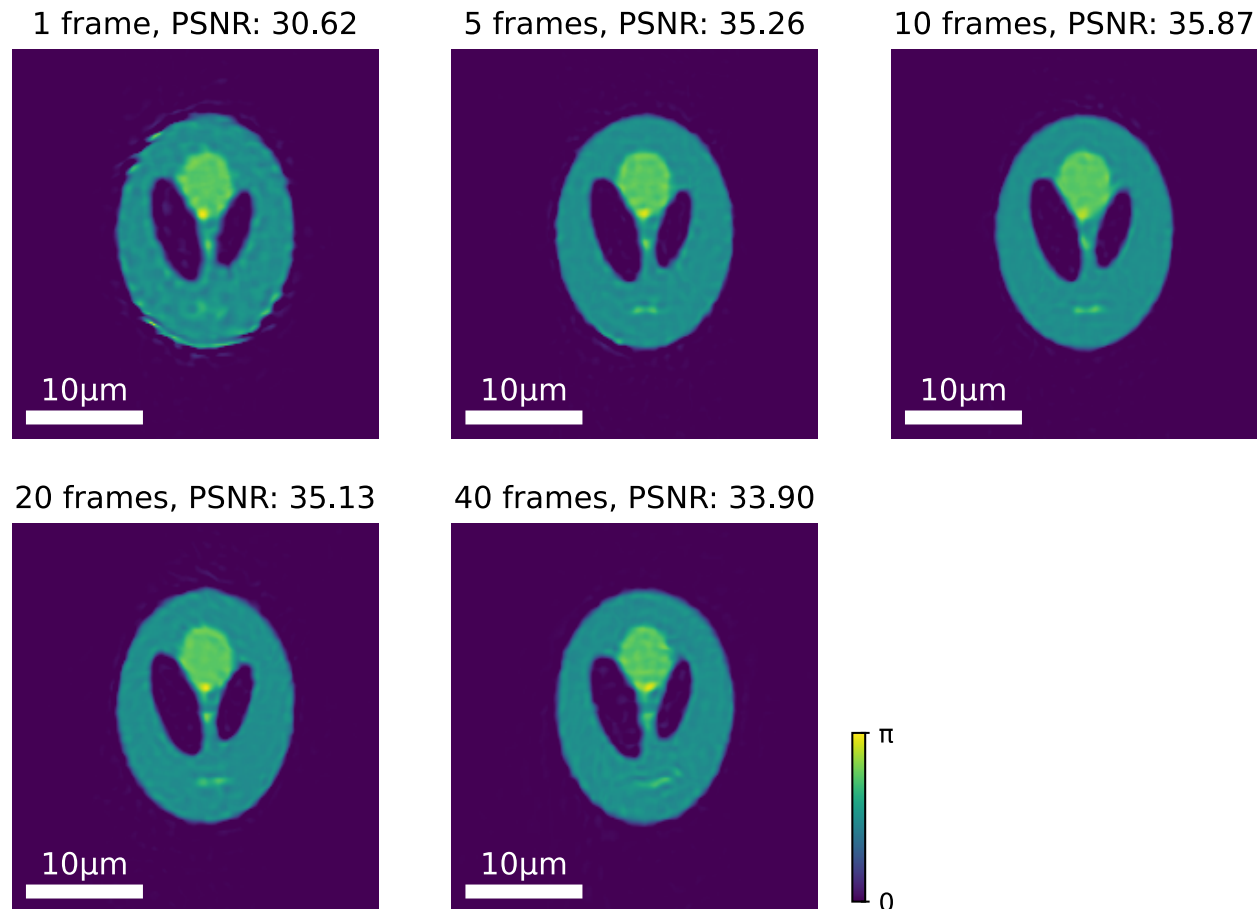 1 frame, PSNR: 30.62
5 frames, PSNR: 35.26
10 frames, PSNR: 35.87
10μm
10μm
10μm
20 frames, PSNR: 35.13
40 frames, PSNR: 33.90
π
10μm
10μm
0